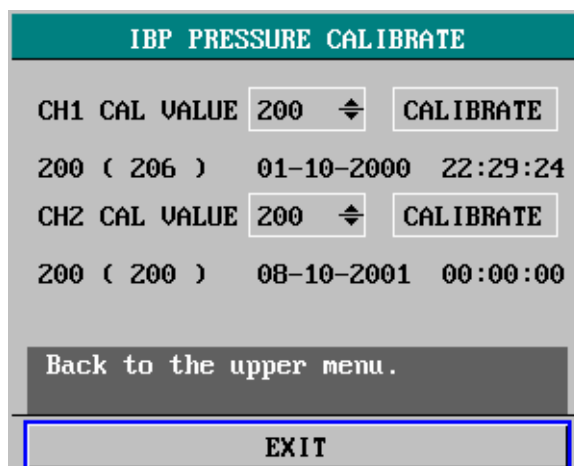 IBP PRESSURE CALIBRATE
CH1 CAL VALUE 200 CALIBRATE
200 ( 206 ) 01-10-2000 22:29:24
CH2 CAL VALUE 200 CALIBRATE
200 ( 200 ) 08-10-2001 00:00:00
Back to the upper menu.
EXIT